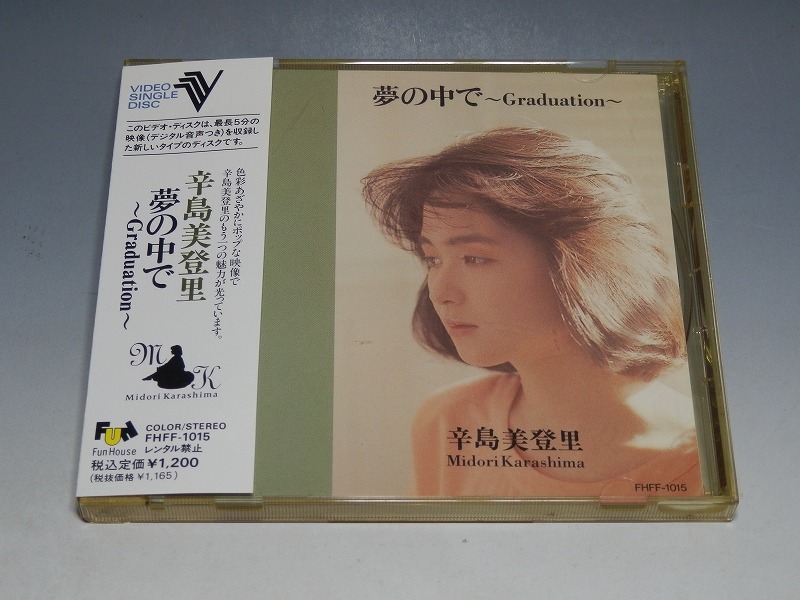 VIDEO
SINGLE
DISC
このビデオ・ディスクは、最長5分の
映像(デジタル音声つき)を収録し
た新しいタイプのディスクです。
色彩あざやかにポップな映像で
辛島美登里のもう一つの魅力が光っています。
辛島美登里
夢の中で
～Graduation～
MK
Midori Karashima
Fun
Fun House
COLOR/STEREO
FHFF-1015
レンタル禁止
税込定価¥1,200
(税抜価格 ¥1,165)
夢の中で～Graduation～
辛島美登里
Midori Karashima
FHFF-1015